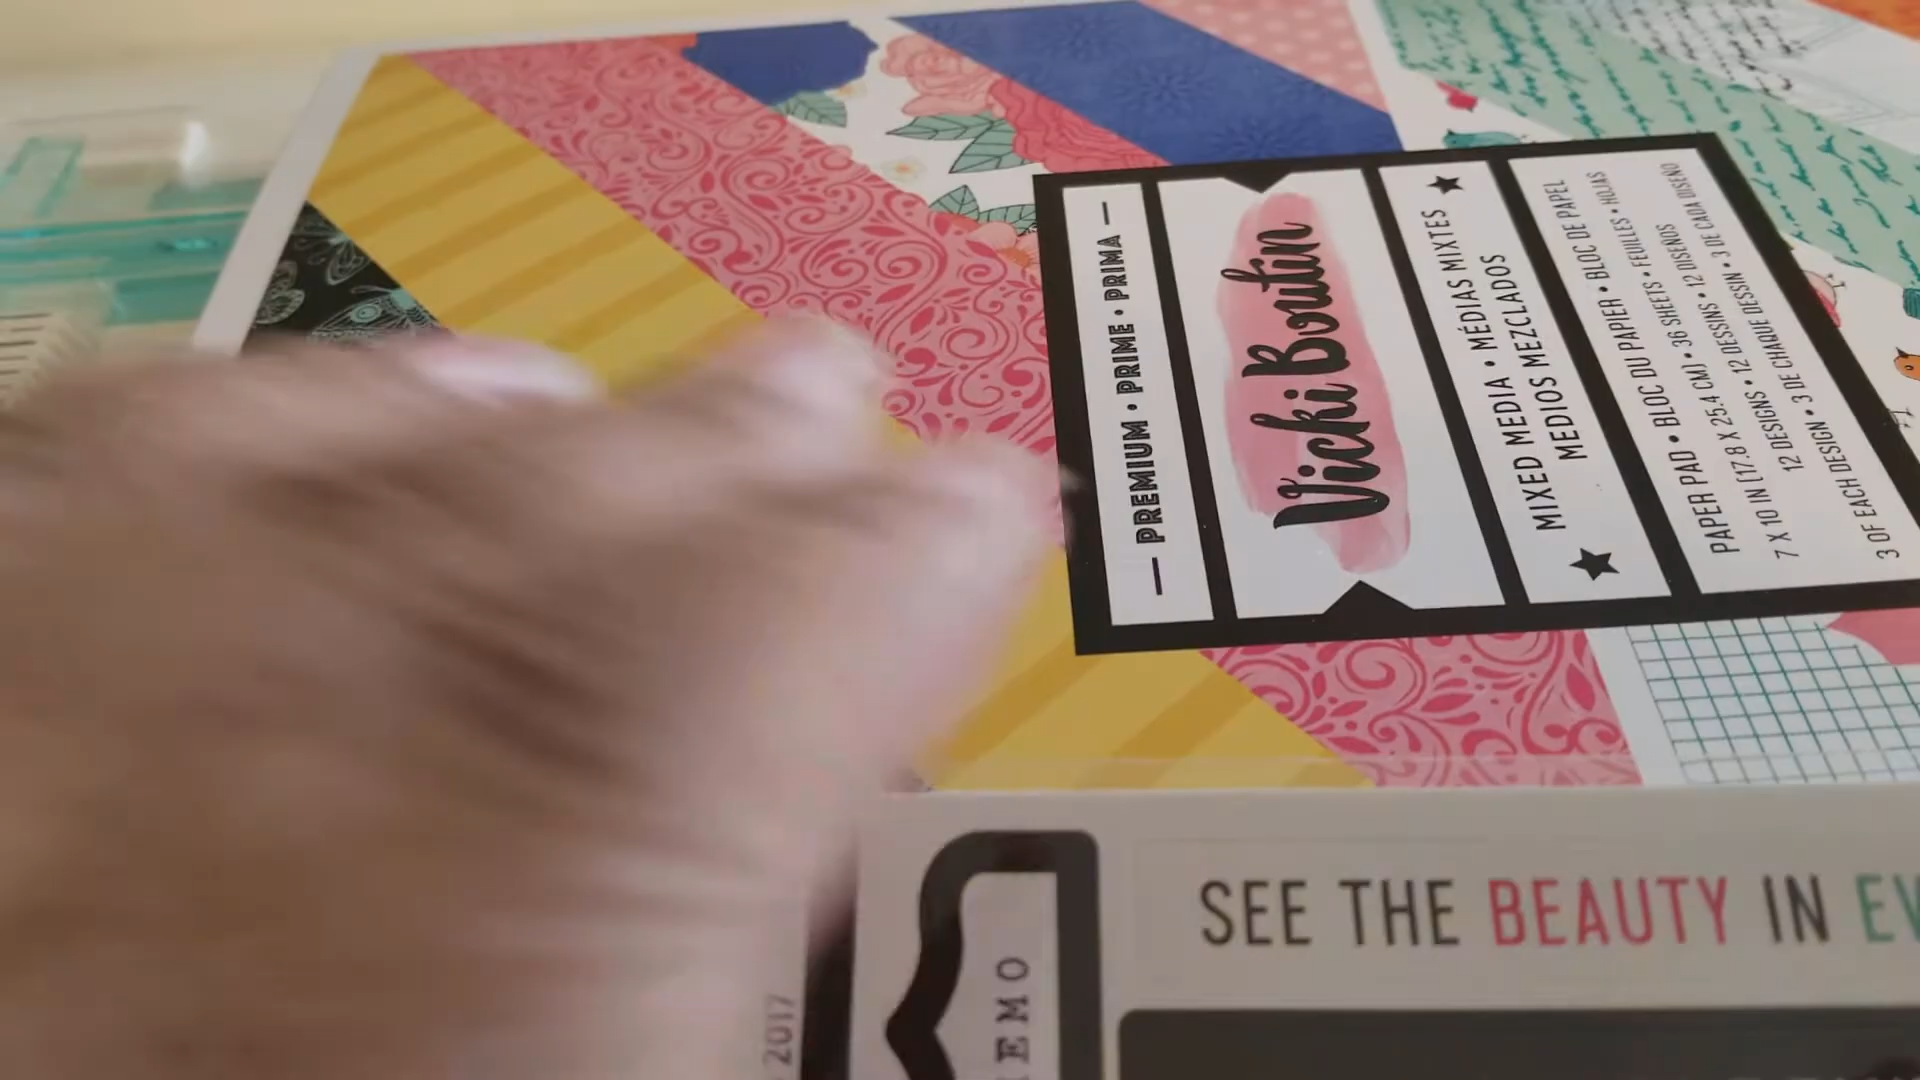 — PREMIUM • PRIME • PRIMA —
Vicki Boutin
MIXED MEDIA • MÉDIAS MIXTES
MEDIOS MEZCLADOS
PAPER PAD • BLOC DU PAPIER • BLOC DE PAPEL
7 X 10 IN (17.8 X 25.4 CM) • 36 SHEETS • FEUILLES • HOJAS
12 DESIGNS • 12 DESSINS • 12 DISEÑOS
3 OF EACH DESIGN • 3 DE CHAQUE DESSIN • 3 DE CADA DISEÑO
SEE THE BEAUTY IN EV
EMO
2017